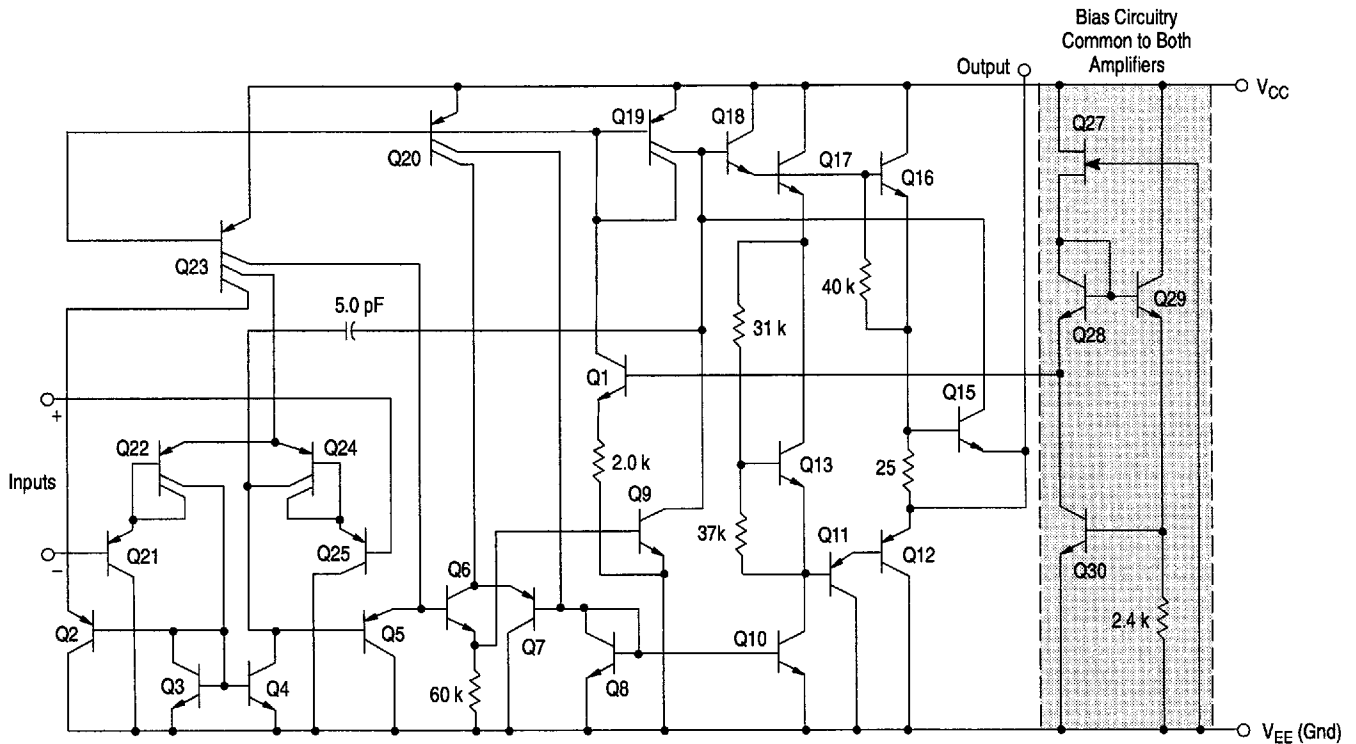 Bias Circuitry
Common to Both
Amplifiers
Output
VCC
Q27
Q19
Q18
Q20
Q17
Q16
Q23
Q29
5.0 pF
40 k
31 k
Q28
Q1
+
Q15
Q22
Q24
2.0 k
Q13
25
Inputs
Q9
−
Q21
Q25
37k
Q11
Q12
Q30
Q6
Q2
Q5
Q7
Q10
2.4 k
Q3
Q4
60 k
Q8
VEE (Gnd)